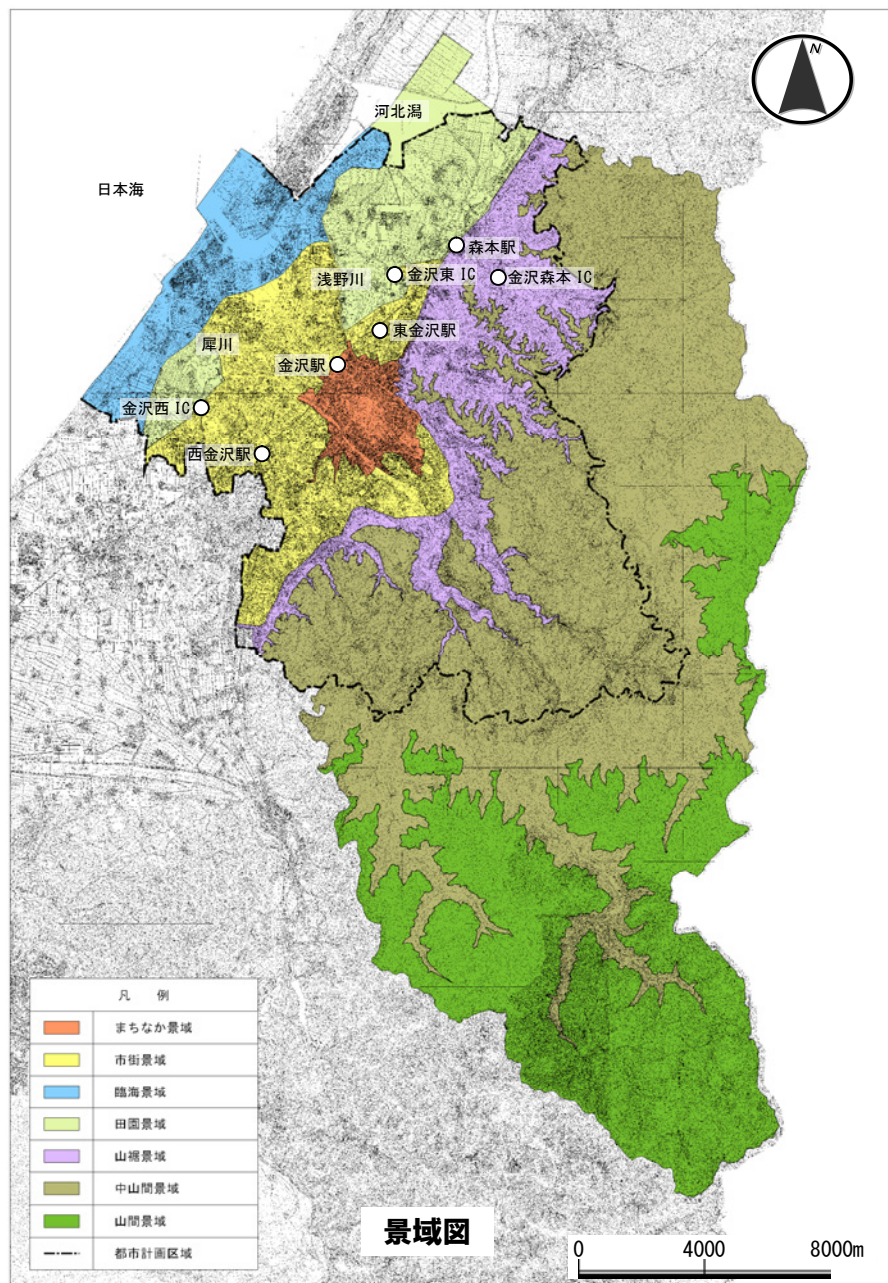 N
河北潟
日本海
森本駅
浅野川
金沢東 IC
金沢森本 IC
東金沢駅
犀川
金沢駅
金沢西 IC
西金沢駅
凡 例
まちなか景域
市街景域
臨海景域
田園景域
山裾景域
中山間景域
山間景域
都市計画区域
景域図
0 4000 8000m